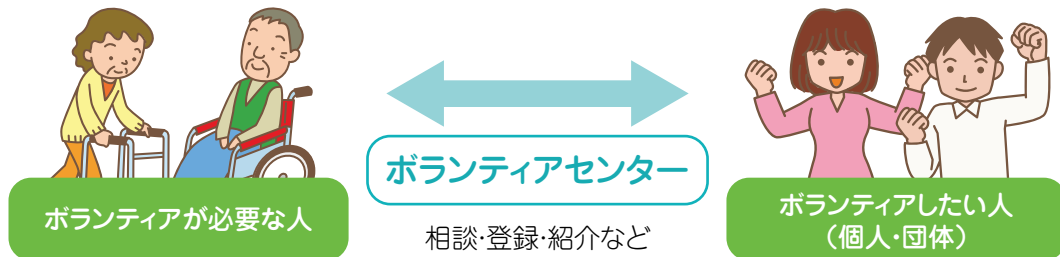 ボランティアが必要な人
ボランティアセンター
相談・登録・紹介など
ボランティアしたい人
（個人・団体）